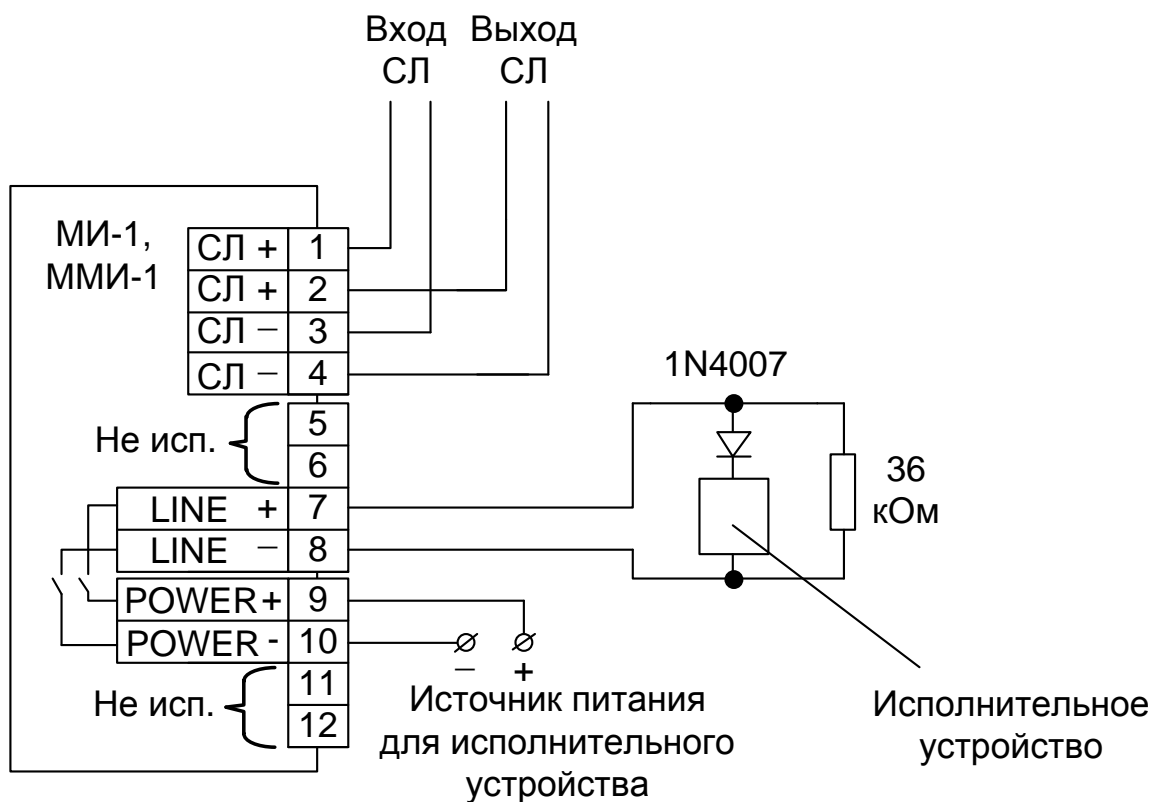 Вход Выход
СЛ СЛ
МИ-1,
ММИ-1
СЛ + 1
СЛ + 2
СЛ – 3
СЛ – 4
Не исп.
5
6
LINE + 7
LINE – 8
POWER+ 9
POWER - 10
Не исп.
11
12
– +
Источник питания
для исполнительного
устройства
1N4007
36
кОм
Исполнительное
устройство